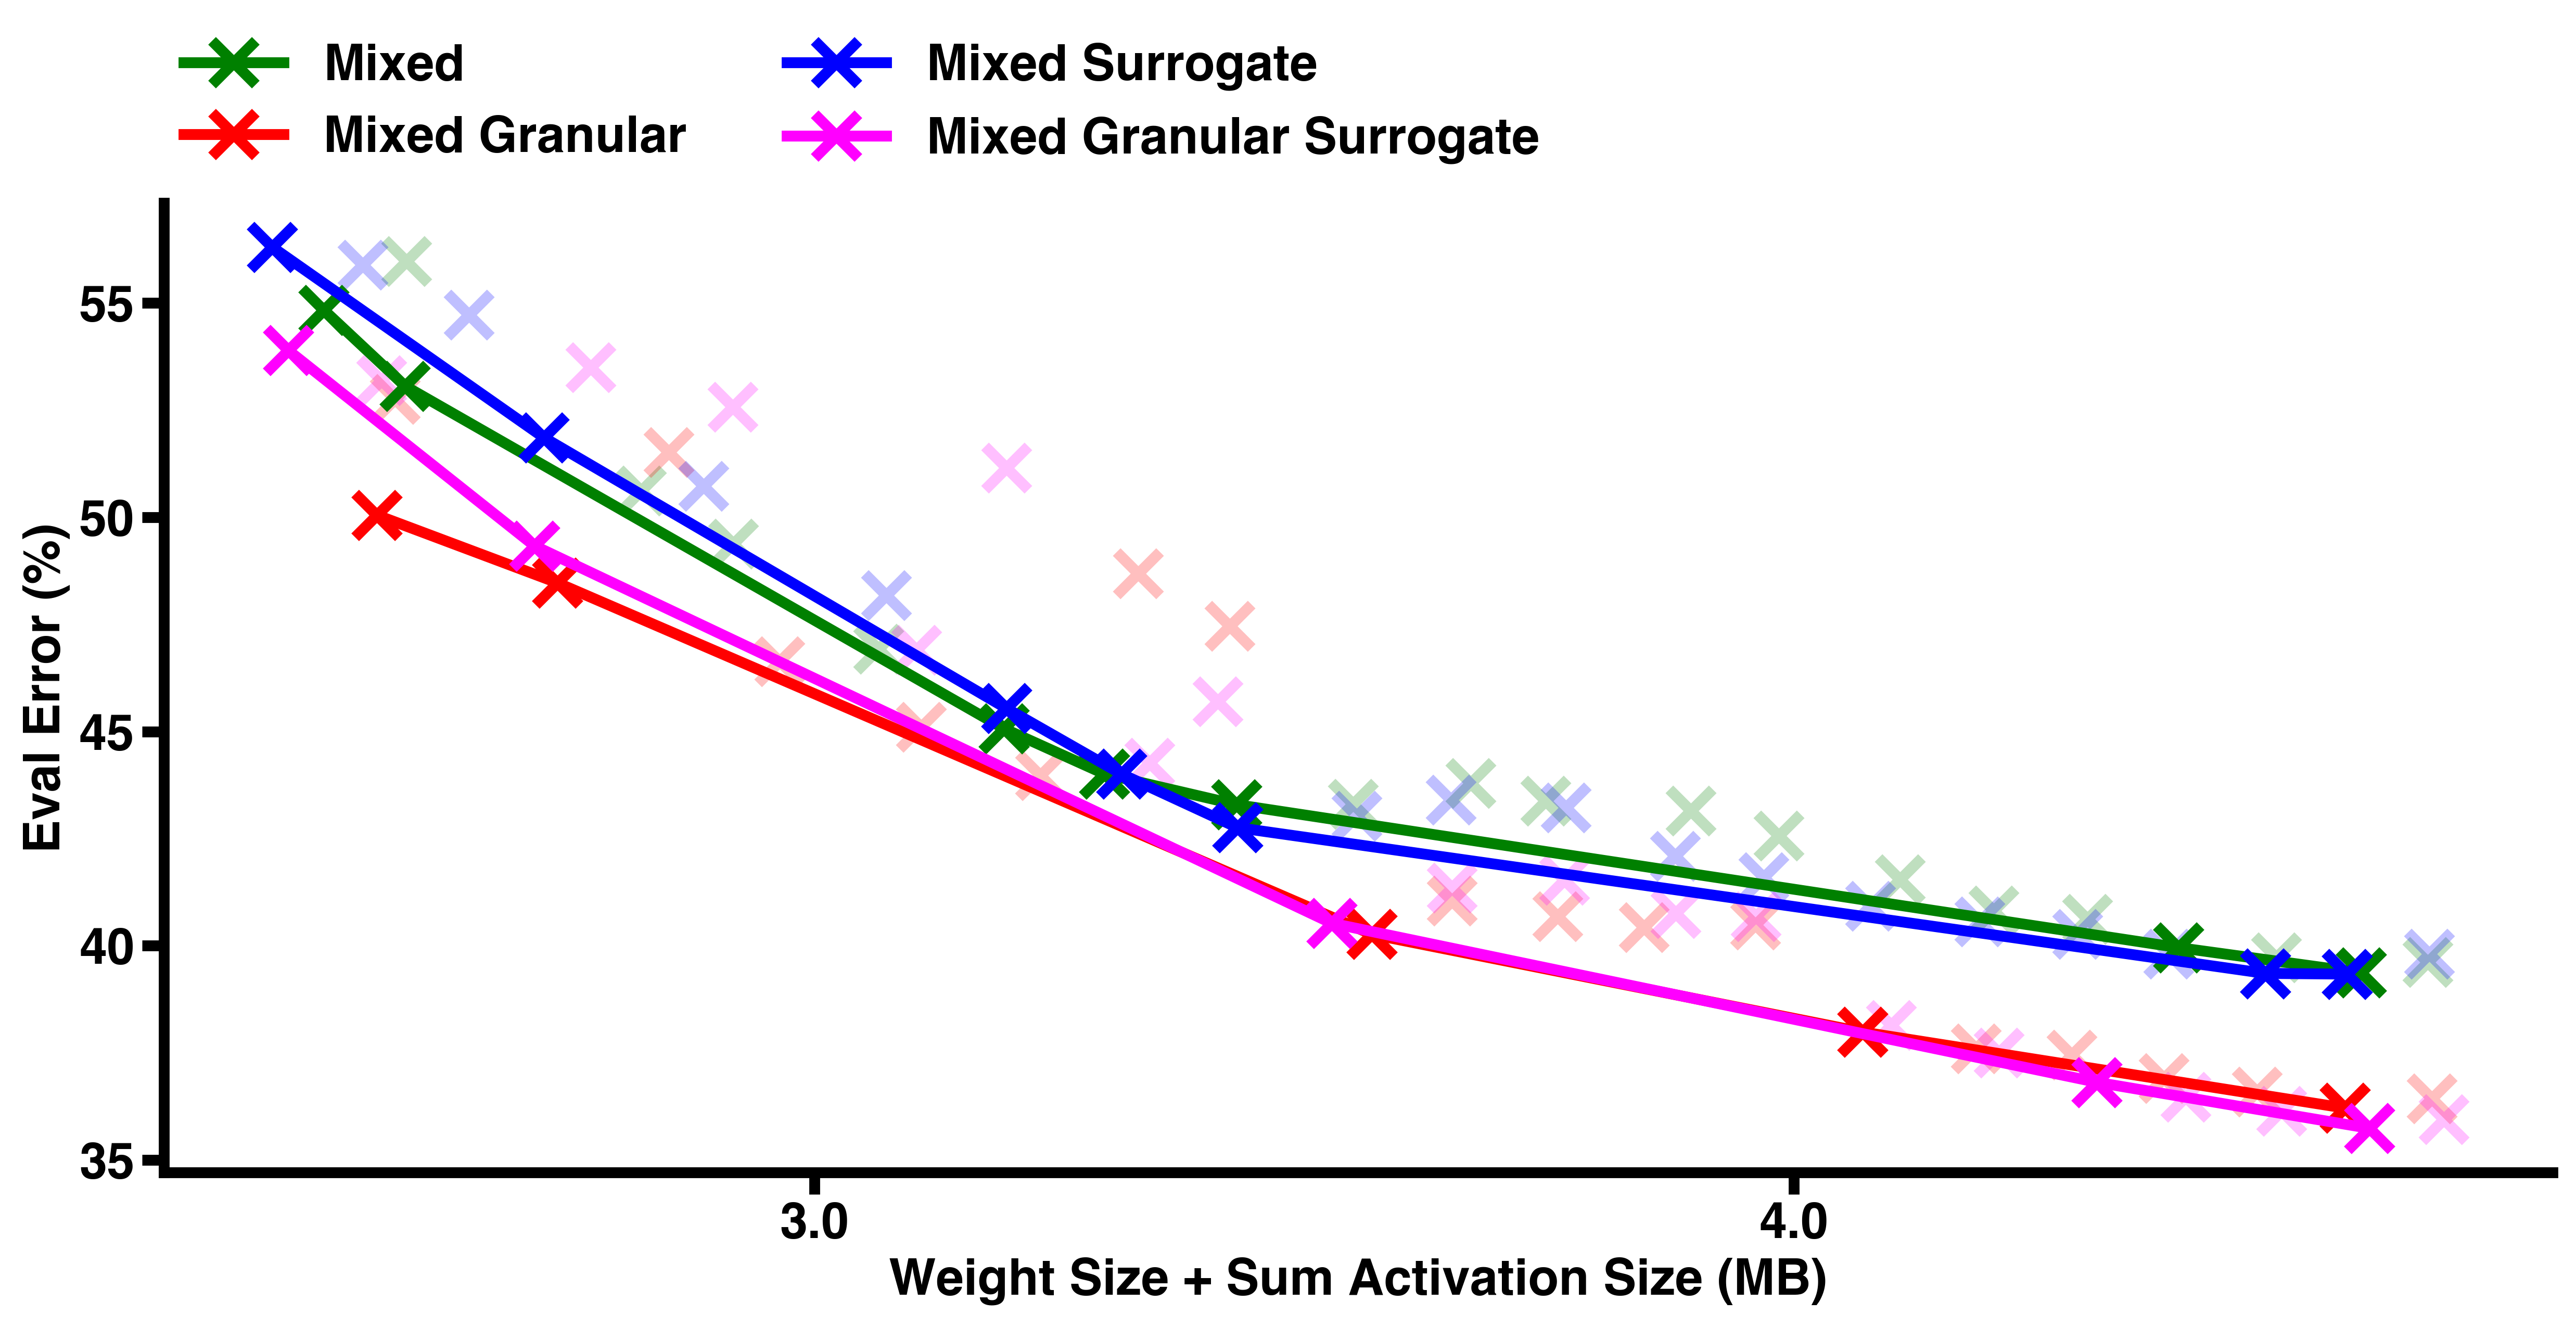 Mixed
Mixed Granular
Mixed Surrogate
Mixed Granular Surrogate
Eval Error (%)
55
50
45
40
35
3.0
4.0
Weight Size + Sum Activation Size (MB)